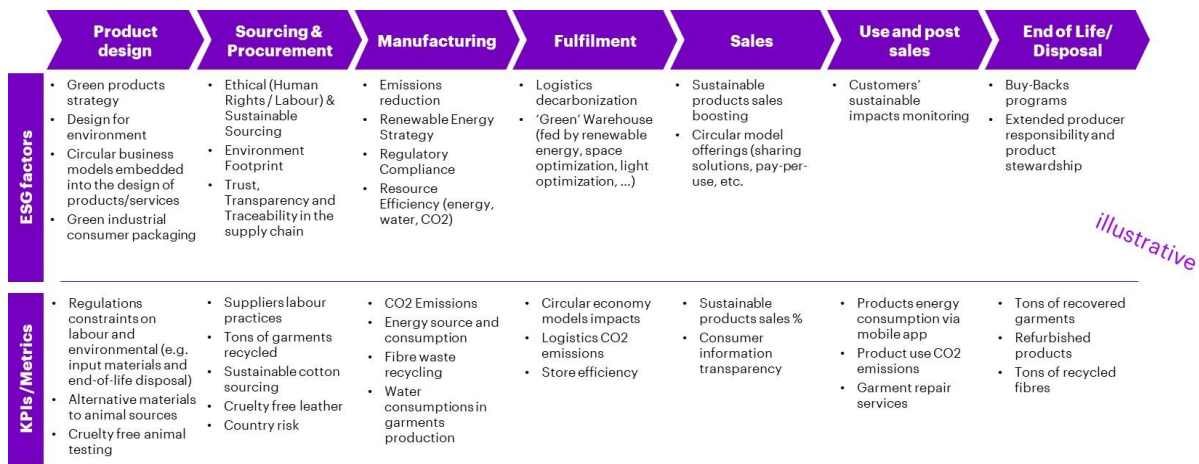 Product
design
Sourcing &
Procurement
Manufacturing
Fulfilment
Sales
Use and post
sales
End of Life/
Disposal
ESG factors
• Green products
strategy
• Design for
environment
• Circular business
models embedded
into the design of
products/services
• Green industrial
consumer packaging
• Ethical (Human
Rights / Labour) &
Sustainable
Sourcing
• Environment
Footprint
• Trust,
Transparency and
Traceability in the
supply chain
• Emissions
reduction
• Renewable Energy
Strategy
• Regulatory
Compliance
• Resource
Efficiency (energy,
water, CO2)
• Logistics
decarbonization
• ‘Green’ Warehouse
(fed by renewable
energy, space
optimization, light
optimization, ...)
• Sustainable
products sales
boosting
• Circular model
offerings (sharing
solutions, pay-per-
use, etc.
• Customers’
sustainable
impacts monitoring
• Buy-Backs
programs
• Extended producer
responsibility and
product
stewardship
illustrative
KPIs/Metrics
• Regulations
constraints on
labour and
environmental (e.g.
input materials and
end-of-life disposal)
• Alternative materials
to animal sources
• Cruelty free animal
testing
• Suppliers labour
practices
• Tons of garments
recycled
• Sustainable cotton
sourcing
• Cruelty free leather
• Country risk
• CO2 Emissions
• Energy source and
consumption
• Fibre waste
recycling
• Water
consumptions in
garments
production
• Circular economy
models impacts
• Logistics CO2
emissions
• Store efficiency
• Sustainable
products sales %
• Consumer
information
transparency
• Products energy
consumption via
mobile app
• Product use CO2
emissions
• Garment repair
services
• Tons of recovered
garments
• Refurbished
products
• Tons of recycled
fibres